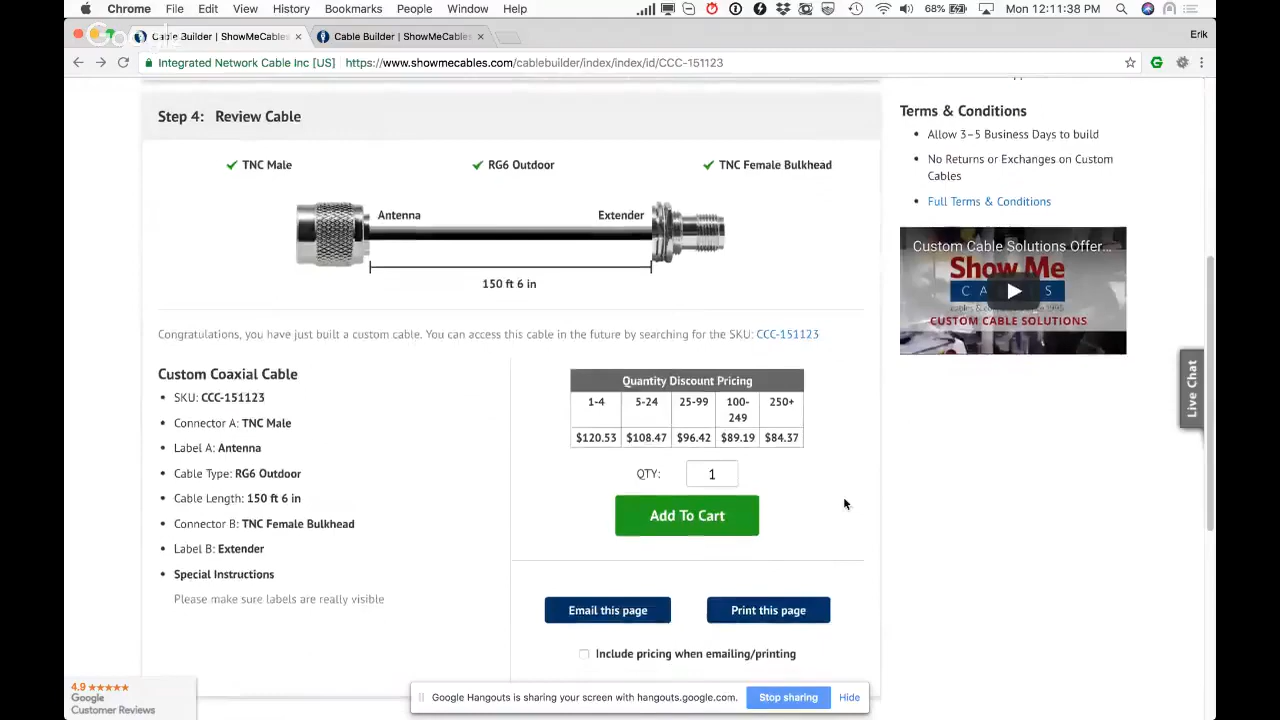 Chrome File Edit View History Bookmarks People Window Help 68% Mon 12:11:38 PM
Google
Cable Builder | ShowMeCables × Cable Builder | ShowMeCables × Erik
Integrated Network Cable Inc [US] https://www.showmecables.com/cablebuilder/index/index/id/CCC-151123
Step 4: Review Cable
TNC Male RG6 Outdoor TNC Female Bulkhead
Antenna Extender
150 ft 6 in
Congratulations, you have just built a custom cable. You can access this cable in the future by searching for the SKU: CCC-151123
Custom Coaxial Cable
• SKU: CCC-151123
• Connector A: TNC Male
• Label A: Antenna
• Cable Type: RG6 Outdoor
• Cable Length: 150 ft 6 in
• Connector B: TNC Female Bulkhead
• Label B: Extender
• Special Instructions
Please make sure labels are really visible
Quantity Discount Pricing
1-4 5-24 25-99 100-249 250+
$120.53 $108.47 $96.42 $89.19 $84.37
QTY: 1
Add To Cart
Email this page Print this page
Include pricing when emailing/printing
Terms & Conditions
• Allow 3–5 Business Days to build
• No Returns or Exchanges on Custom
Cables
• Full Terms & Conditions
Custom Cable Solutions Offer...
Show Me
CABLES
CUSTOM CABLE SOLUTIONS
Live Chat
4.9 ★★★★★
Google
Customer Reviews
Google Hangouts is sharing your screen with hangouts.google.com. Stop sharing Hide